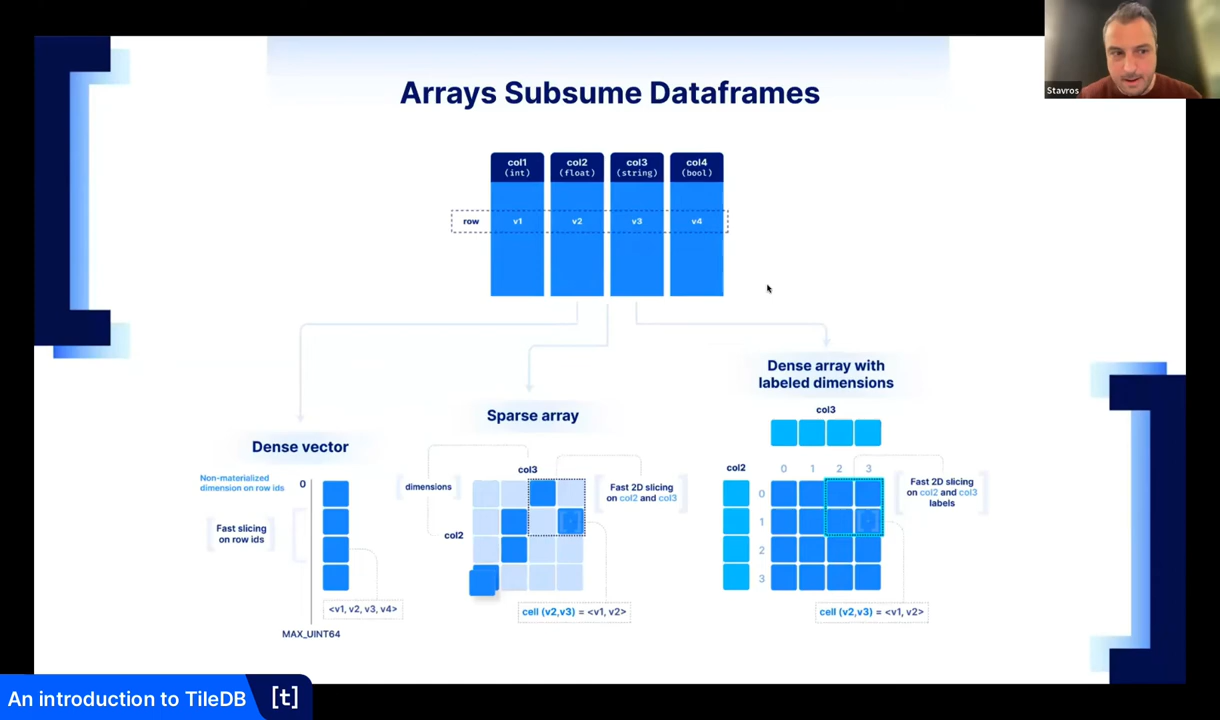 Arrays Subsume Dataframes
Stavros
col1 col2 col3 col4
(int) (float) (string) (bool)
row v1 v2 v3 v4
Dense vector
Non-materialized
dimension on row ids
0
Fast slicing
on row ids
<v1, v2, v3, v4>
MAX_UINT64
Sparse array
dimensions
col3
col2
Fast 2D slicing
on col2 and col3
cell (v2,v3) = <v1, v2>
Dense array with
labeled dimensions
col3
col2
0 1 2 3
0
1
2
3
Fast 2D slicing
on col2 and col3
labels
cell (v2,v3) = <v1, v2>
An introduction to TileDB [t]